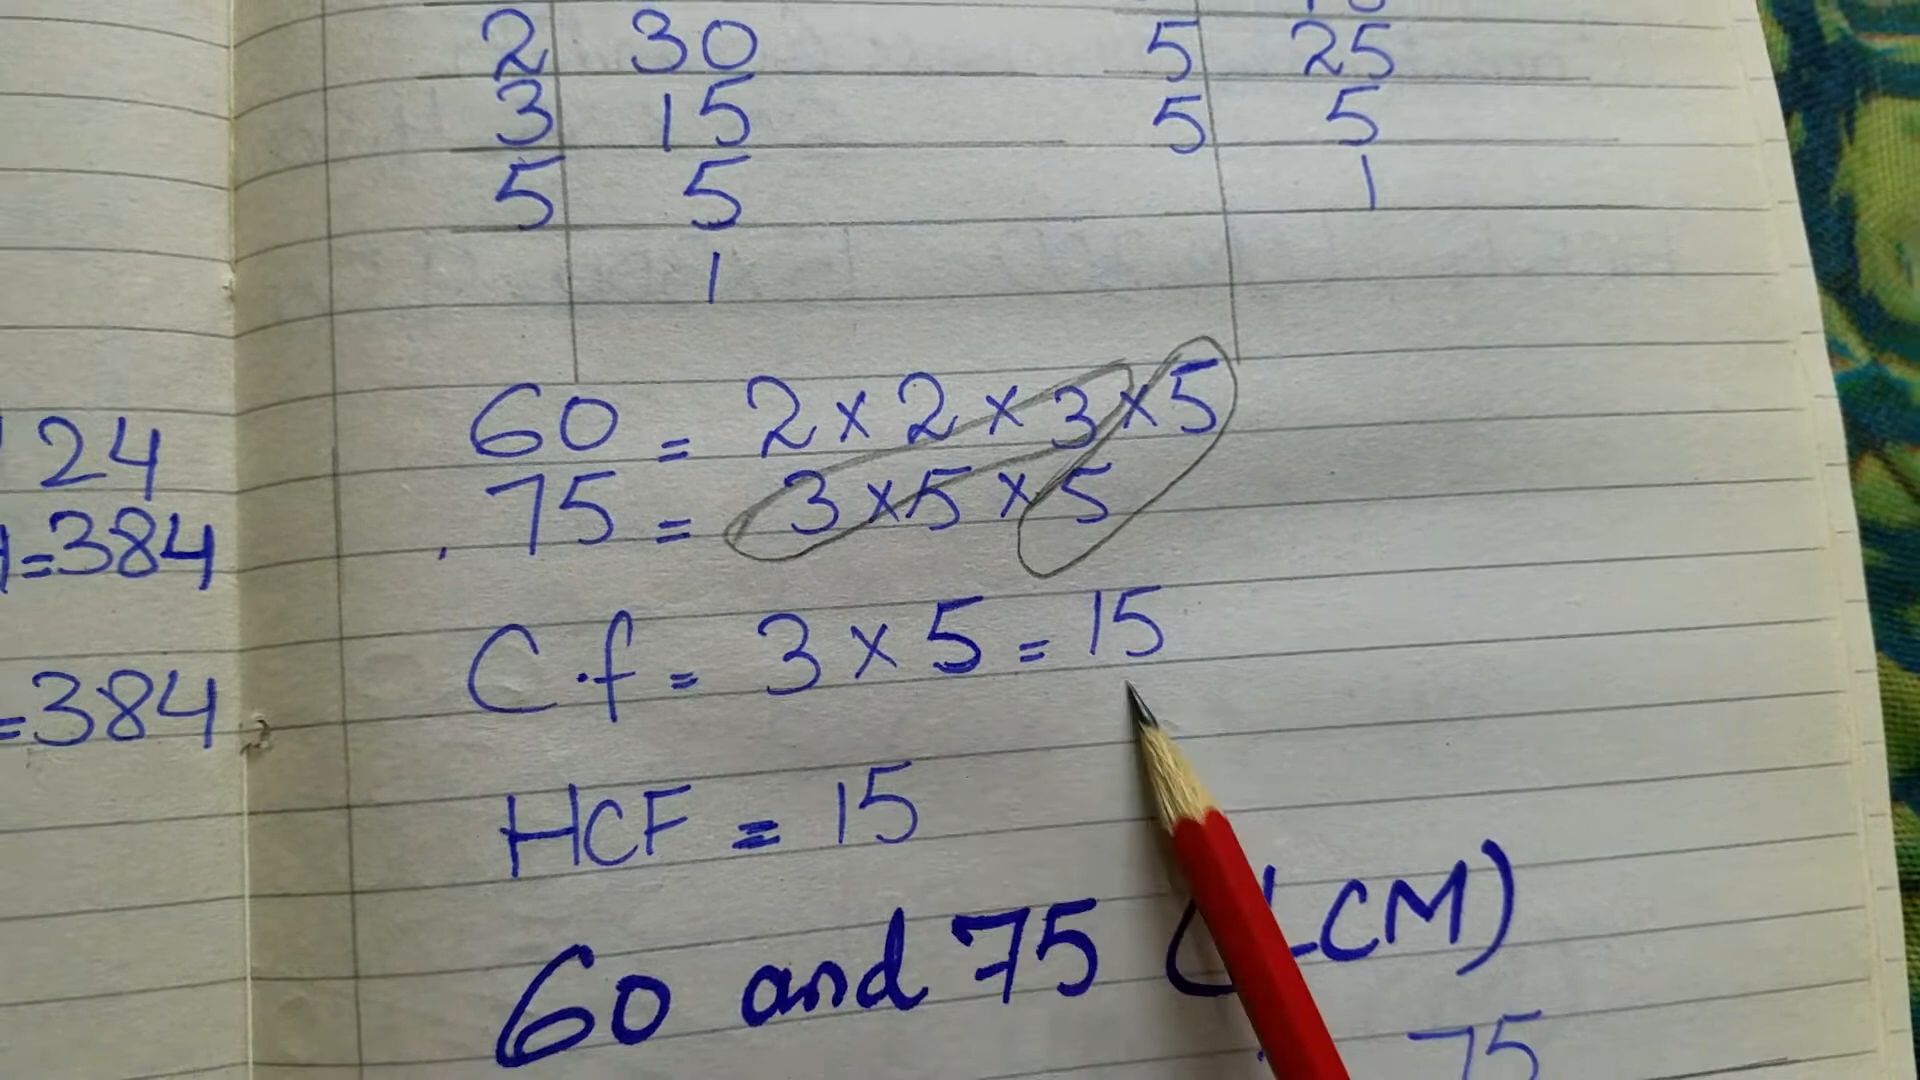 24
=384
=384
2 30 5 25
3 15 5 5
5 5 1
1
60 = 2 × 2 × 3 × 5
75 = 3 × 5 × 5
C.f = 3 × 5 = 15
HCF = 15
60 and 75 (LCM)
75